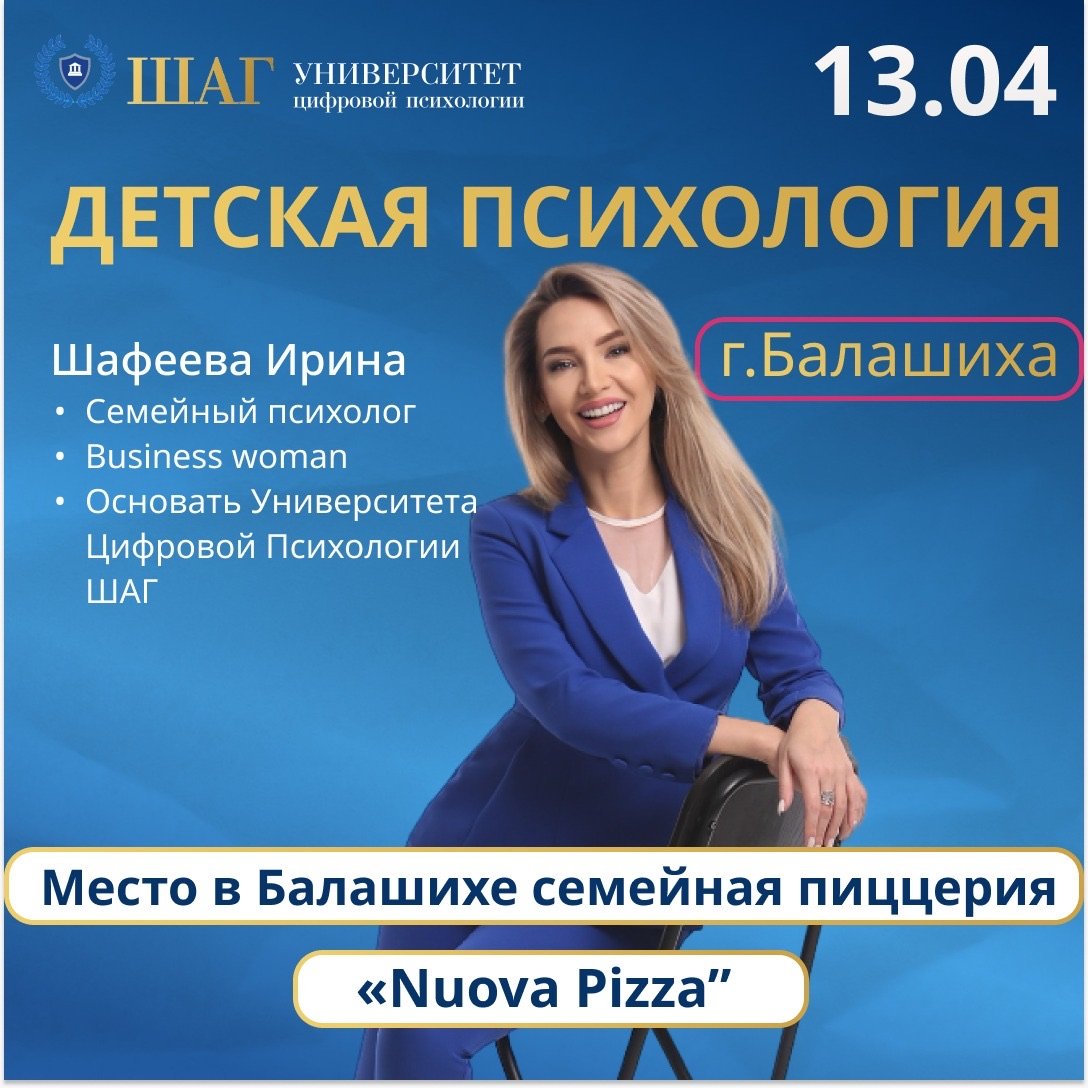 ШАГ УНИВЕРСИТЕТ
цифровой психологии
13.04
ДЕТСКАЯ ПСИХОЛОГИЯ
г.Балашиха
Шафеева Ирина
• Семейный психолог
• Business woman
• Основать Университета
Цифровой Психологии
ШАГ
Место в Балашихе семейная пиццерия
«Nuova Pizza”